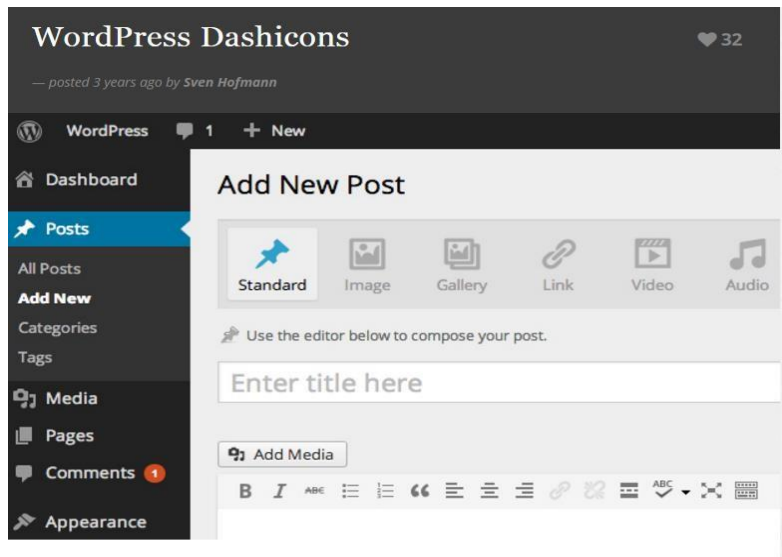 WordPress Dashicons
32
— posted 3 years ago by Sven Hofmann
WordPress 1 + New
Dashboard
Posts
All Posts
Add New
Categories
Tags
Media
Pages
Comments 1
Appearance
Add New Post
Standard Image Gallery Link Video Audio
Use the editor below to compose your post.
Enter title here
Add Media
B I ABC “ ABC